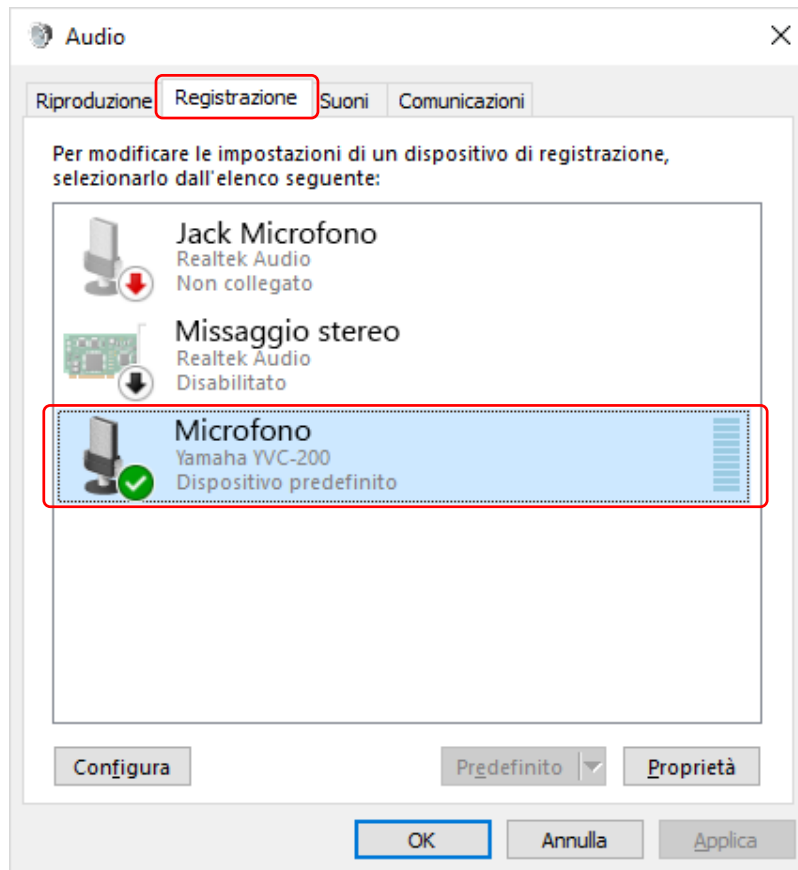 Audio
Riproduzione Registrazione Suoni Comunicazioni
Per modificare le impostazioni di un dispositivo di registrazione,
selezionarlo dall'elenco seguente:
Jack Microfono
Realtek Audio
Non collegato
Missaggio stereo
Realtek Audio
Disabilitato
Microfono
Yamaha YVC-200
Dispositivo predefinito
Configura Predefinito Proprietà
OK Annulla Applica